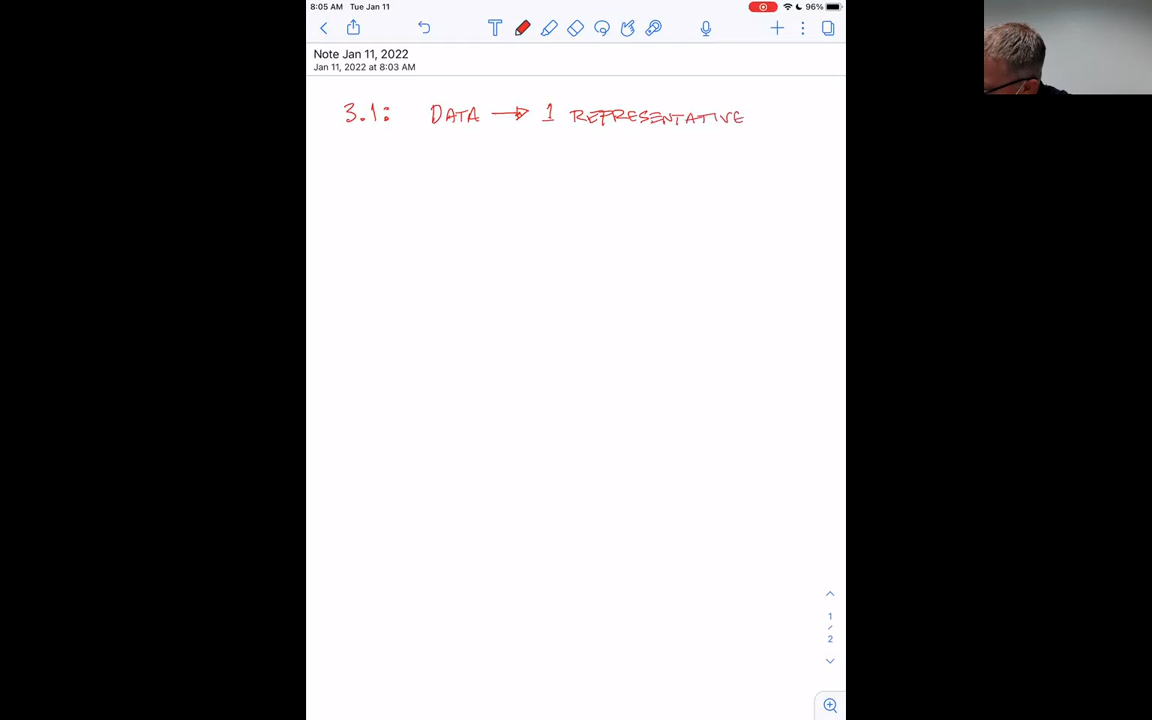 8:05 AM Tue Jan 11
96%
Note Jan 11, 2022
Jan 11, 2022 at 8:03 AM
3.1: DATA → 1 REPRESENTATIVE
1
/
2